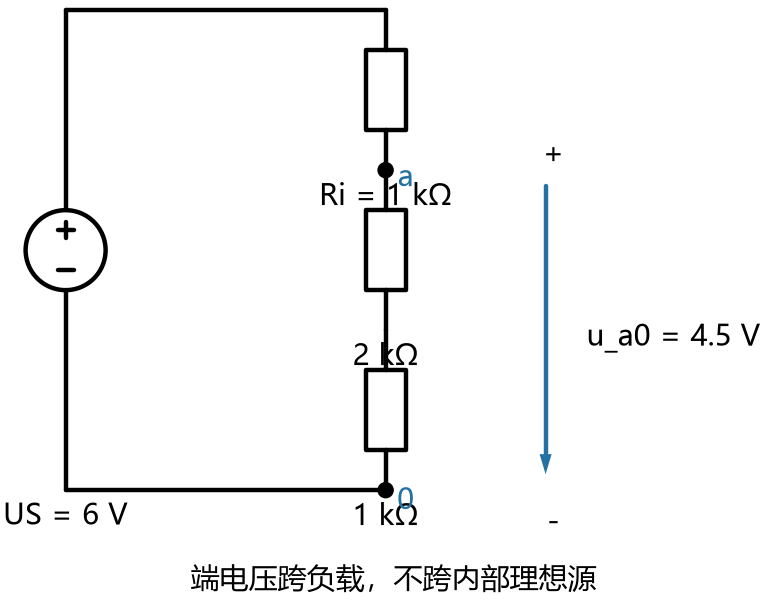 +
a
Ri = 1 kΩ
+
−
u_a0 = 4.5 V
2 kΩ
0
US = 6 V
1 kΩ
-
端电压跨负载，不跨内部理想源